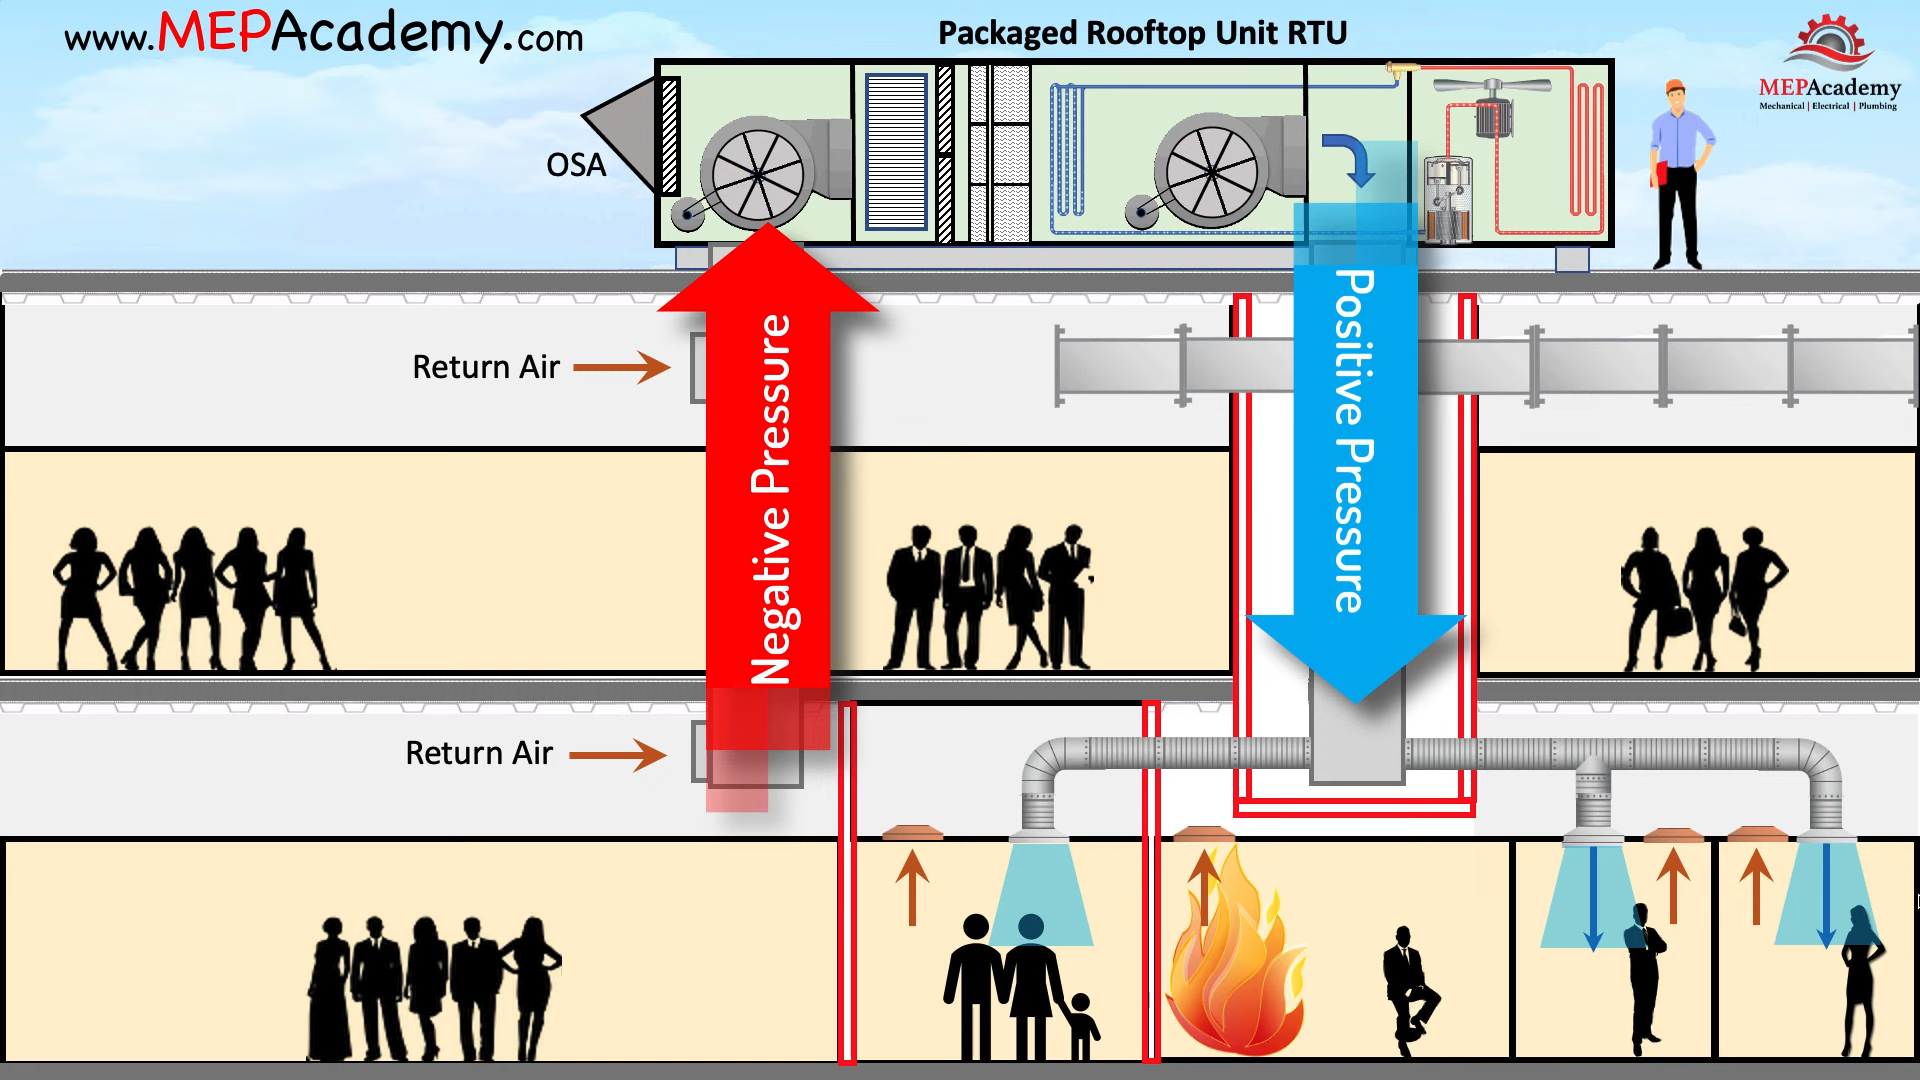 www.MEPAcademy.com
Packaged Rooftop Unit RTU
MEPAcademy
Mechanical | Electrical | Plumbing
OSA
Return Air
Negative Pressure
Positive Pressure
Return Air